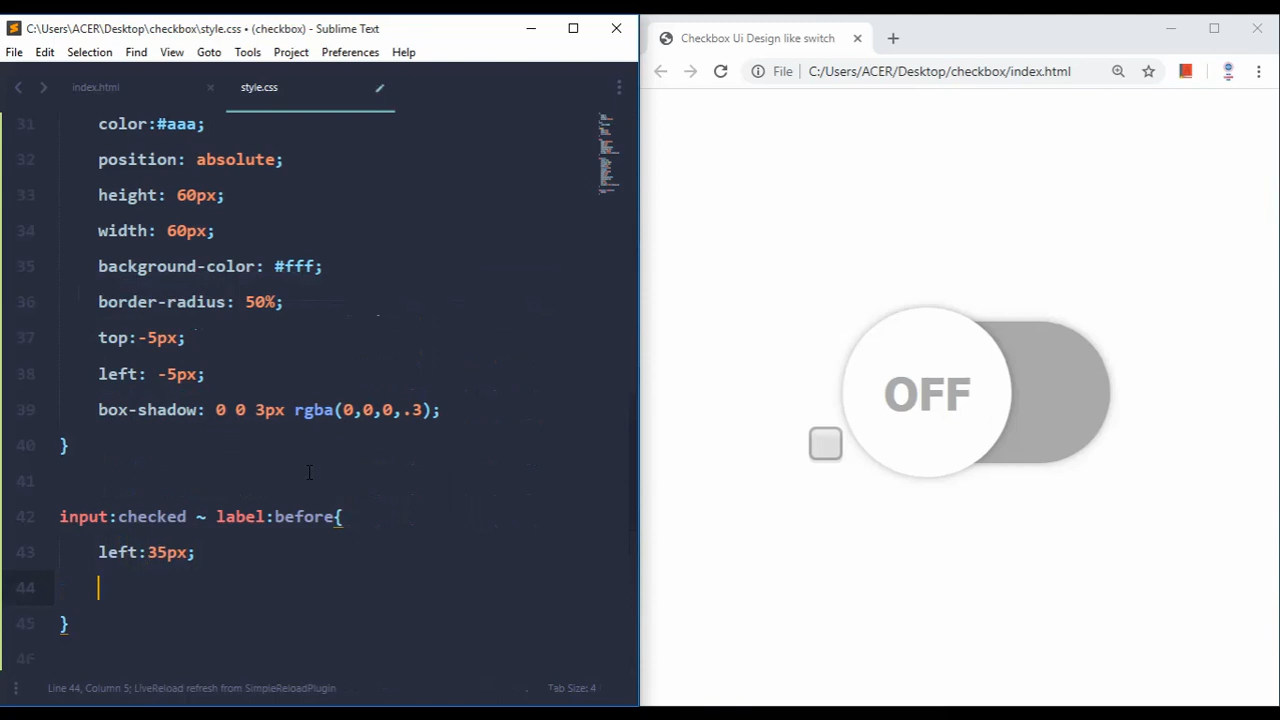 C:\Users\ACER\Desktop\checkbox\style.css • (checkbox) - Sublime Text
File Edit Selection Find View Goto Tools Project Preferences Help
index.html
style.css
31 color:#aaa;
32 position: absolute;
33 height: 60px;
34 width: 60px;
35 background-color: #fff;
36 border-radius: 50%;
37 top:-5px;
38 left: -5px;
39 box-shadow: 0 0 3px rgba(0,0,0,.3);
40 }
41
42 input:checked ~ label:before{
43 left:35px;
44
45 }
46
Line 44, Column 5; LiveReload refresh from SimpleReloadPlugin
Tab Size: 4
Checkbox Ui Design like switch
File
C:/Users/ACER/Desktop/checkbox/index.html
OFF